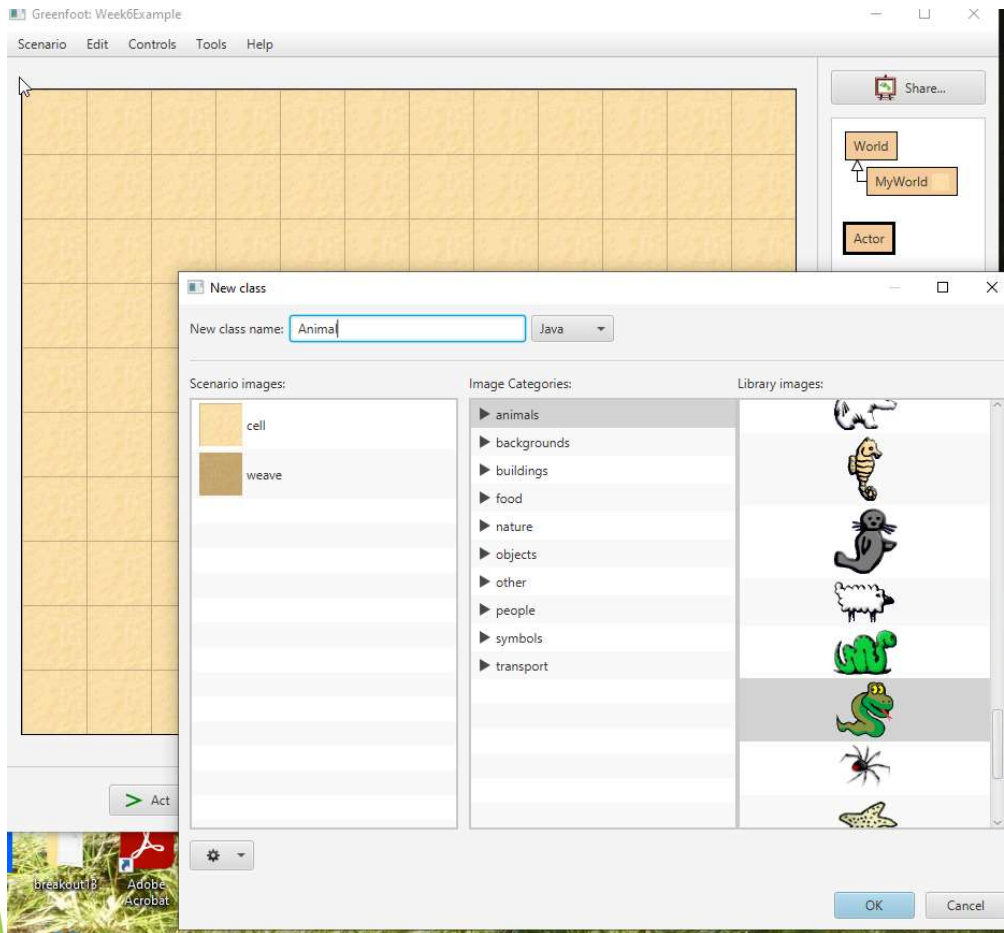 Greenfoot: Week6Example
Scenario Edit Controls Tools Help
Share...
World
MyWorld
Actor
New class
New class name: Animal Java
Scenario images: Image Categories: Library images:
cell
weave
animals
backgrounds
buildings
food
nature
objects
other
people
symbols
transport
> Act
breakout1B Adobe
Acrobat
OK Cancel